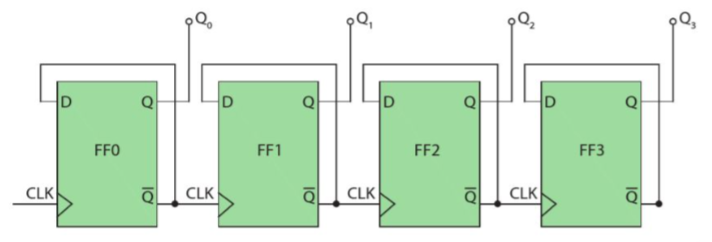 Q₀ Q₁ Q₂ Q₃
D Q D Q D Q D Q
FF0 FF1 FF2 FF3
CLK Q̅ CLK Q̅ CLK Q̅ CLK Q̅